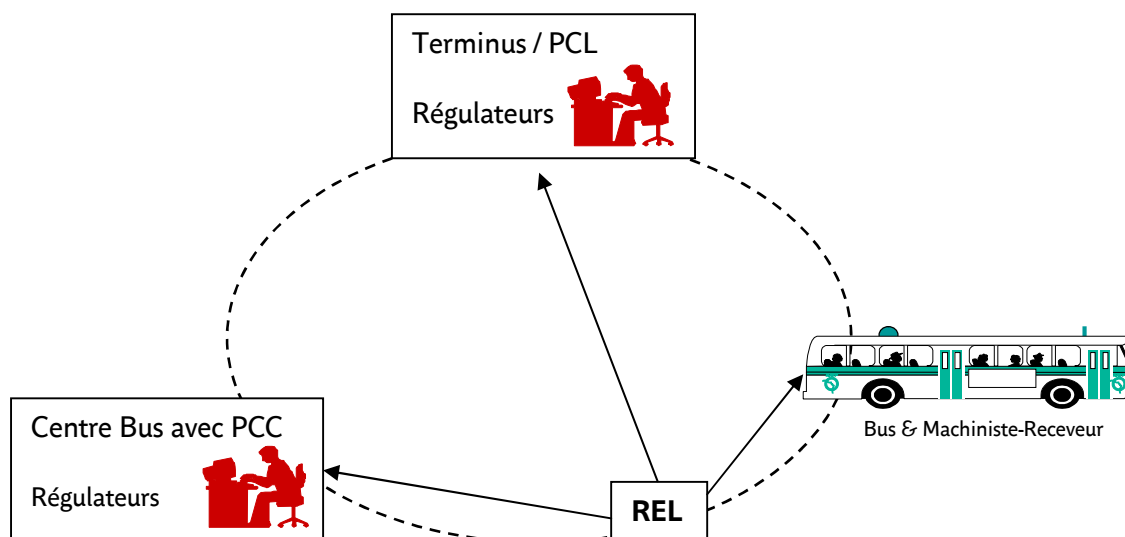 Terminus / PCL
Régulateurs
Bus & Machiniste-Receveur
Centre Bus avec PCC
Régulateurs
REL